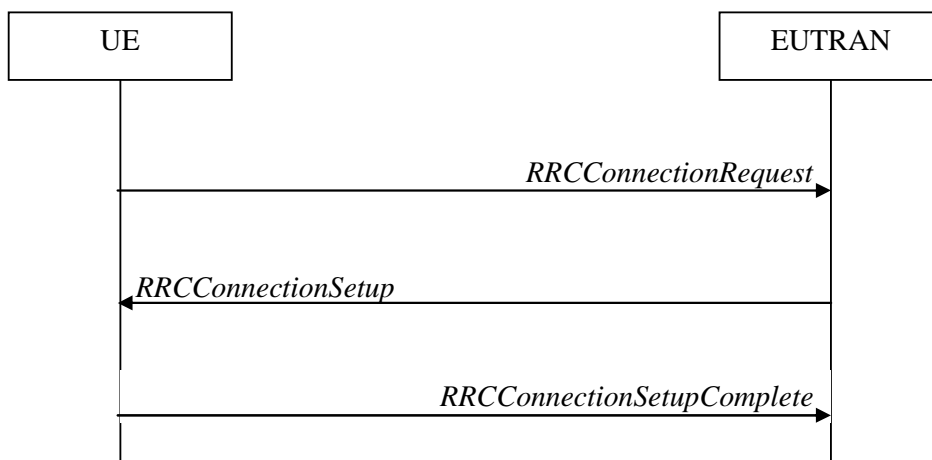 UE
EUTRAN
RRCConnectionRequest
RRCConnectionSetup
RRCConnectionSetupComplete